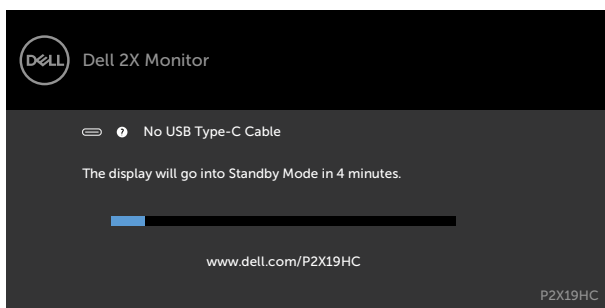 DELL
Dell 2X Monitor
? No USB Type-C Cable
The display will go into Standby Mode in 4 minutes.
www.dell.com/P2X19HC
P2X19HC